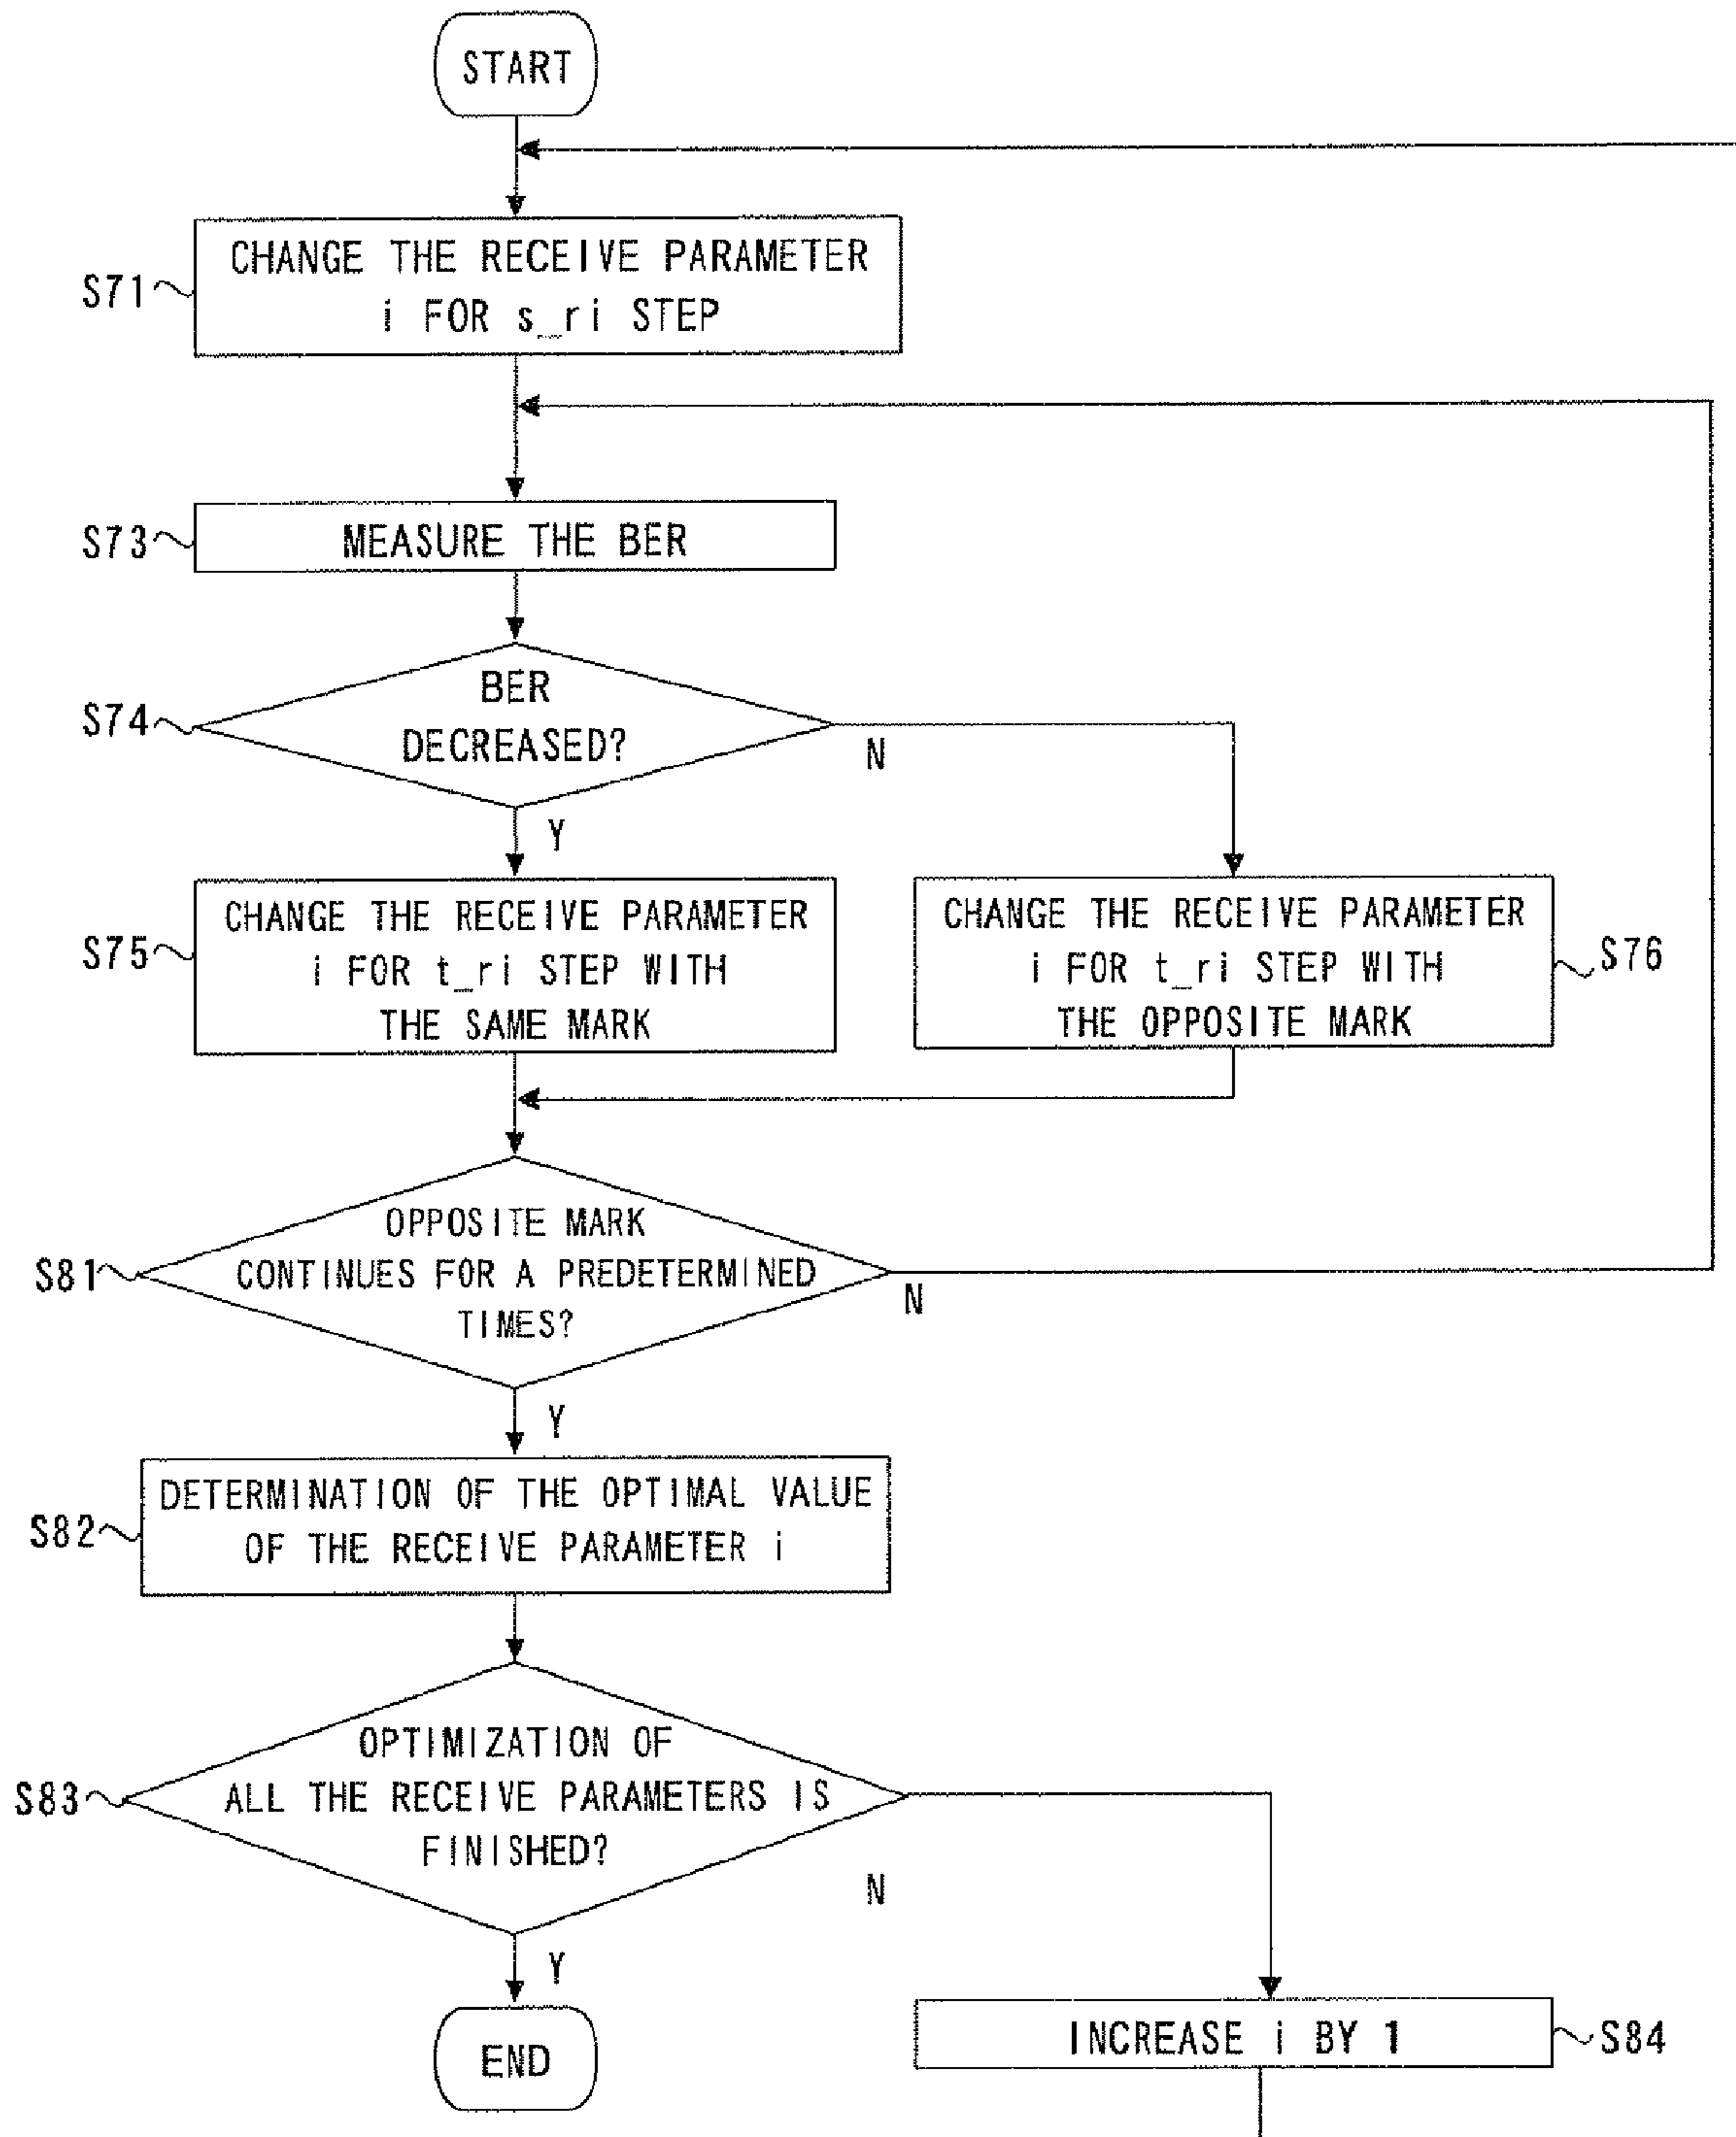 START
S71
CHANGE THE RECEIVE PARAMETER
i FOR s_ri STEP
S73
MEASURE THE BER
S74
BER
DECREASED?
N
Y
S75
CHANGE THE RECEIVE PARAMETER
i FOR t_ri STEP WITH
THE SAME MARK
CHANGE THE RECEIVE PARAMETER
i FOR t_ri STEP WITH
THE OPPOSITE MARK
S76
S81
OPPOSITE MARK
CONTINUES FOR A PREDETERMINED
TIMES?
N
Y
S82
DETERMINATION OF THE OPTIMAL VALUE
OF THE RECEIVE PARAMETER i
S83
OPTIMIZATION OF
ALL THE RECEIVE PARAMETERS IS
FINISHED?
N
Y
END
INCREASE i BY 1
S84